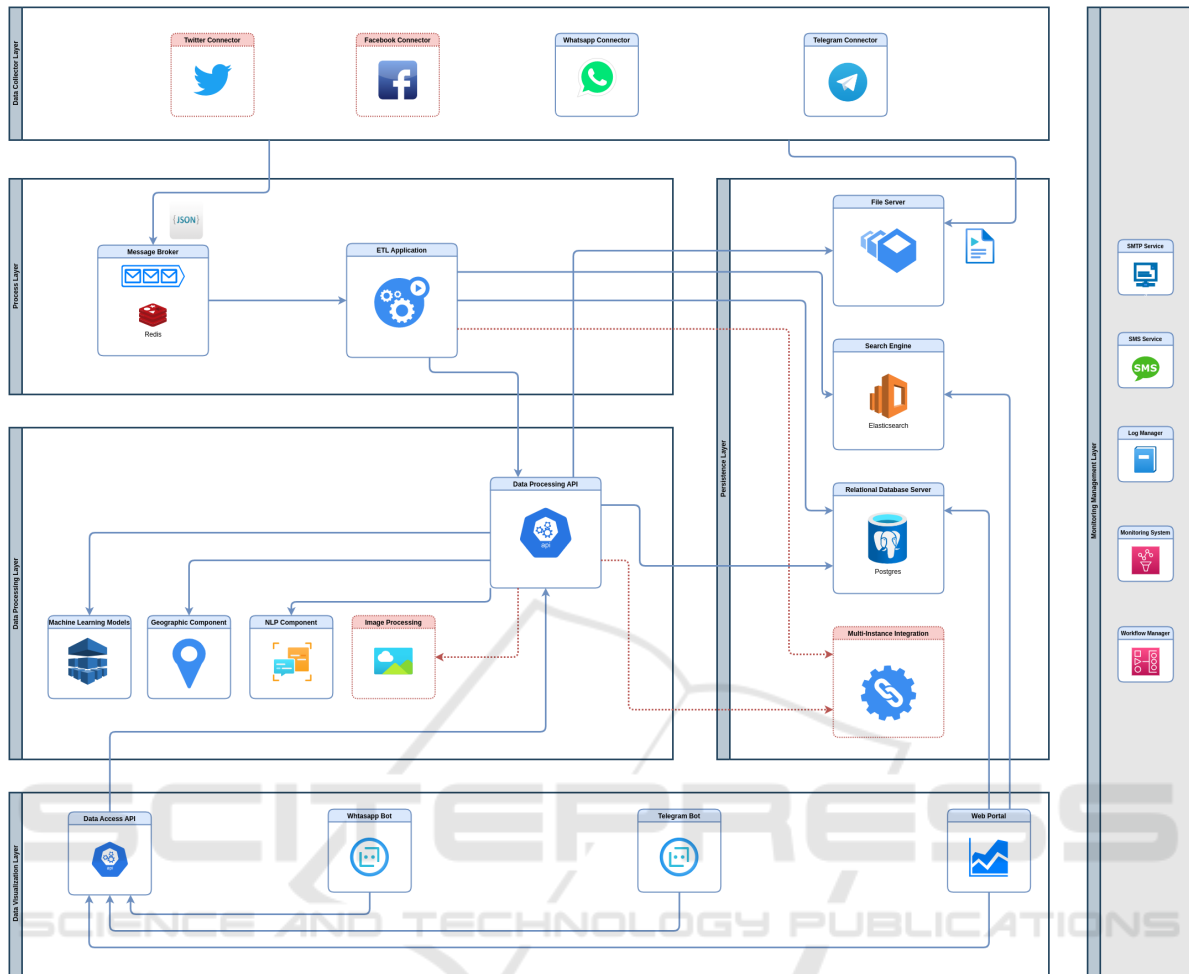 Data Collector Layer
Twitter Connector
Facebook Connector
Whatsapp Connector
Telegram Connector
Process Layer
{JSON}
Message Broker
Redis
ETL Application
Persistence Layer
File Server
Search Engine
Elasticsearch
Relational Database Server
Postgres
Multi-Instance Integration
Data Processing Layer
Data Processing API
api
Machine Learning Models
Geographic Component
NLP Component
Image Processing
Data Visualization Layer
Data Access API
api
Whtasapp Bot
Telegram Bot
Web Portal
Monitoring Management Layer
SMTP Service
SMS Service
SMS
Log Manager
Monitoring System
Workflow Manager
SCITEPRESS
SCIENCE AND TECHNOLOGY PUBLICATIONS